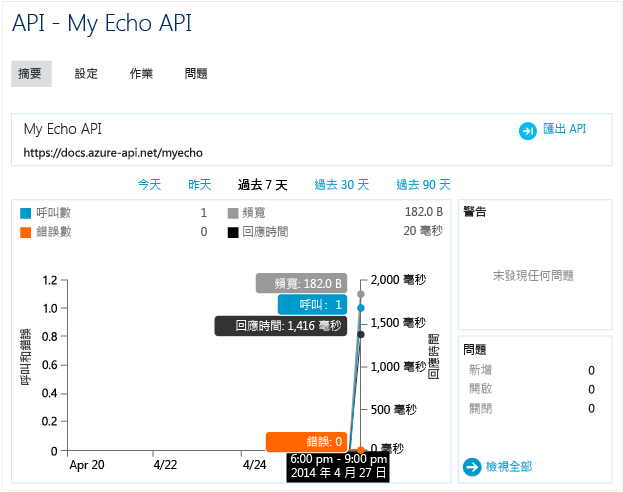 API - My Echo API
摘要 設定 作業 問題
My Echo API
匯出 API
https://docs.azure-api.net/myecho
今天 昨天 過去 7 天 過去 30 天 過去 90 天
呼叫數 1 頻寬 182.0 B
錯誤數 0 回應時間 20 毫秒
警告
未發現任何問題
呼叫和錯誤
1.2
1.0
0.8
0.6
0.4
0.2
0
頻寬: 182.0 B
呼叫: 1
回應時間: 1,416 毫秒
錯誤: 0
2,000 毫秒
1,500 毫秒
1,000 毫秒
500 毫秒
0 毫秒
回應時間
Apr 20 4/22 4/24
6:00 pm - 9:00 pm
2014 年 4 月 27 日
問題
新增 0
開啟 0
關閉 0
檢視全部